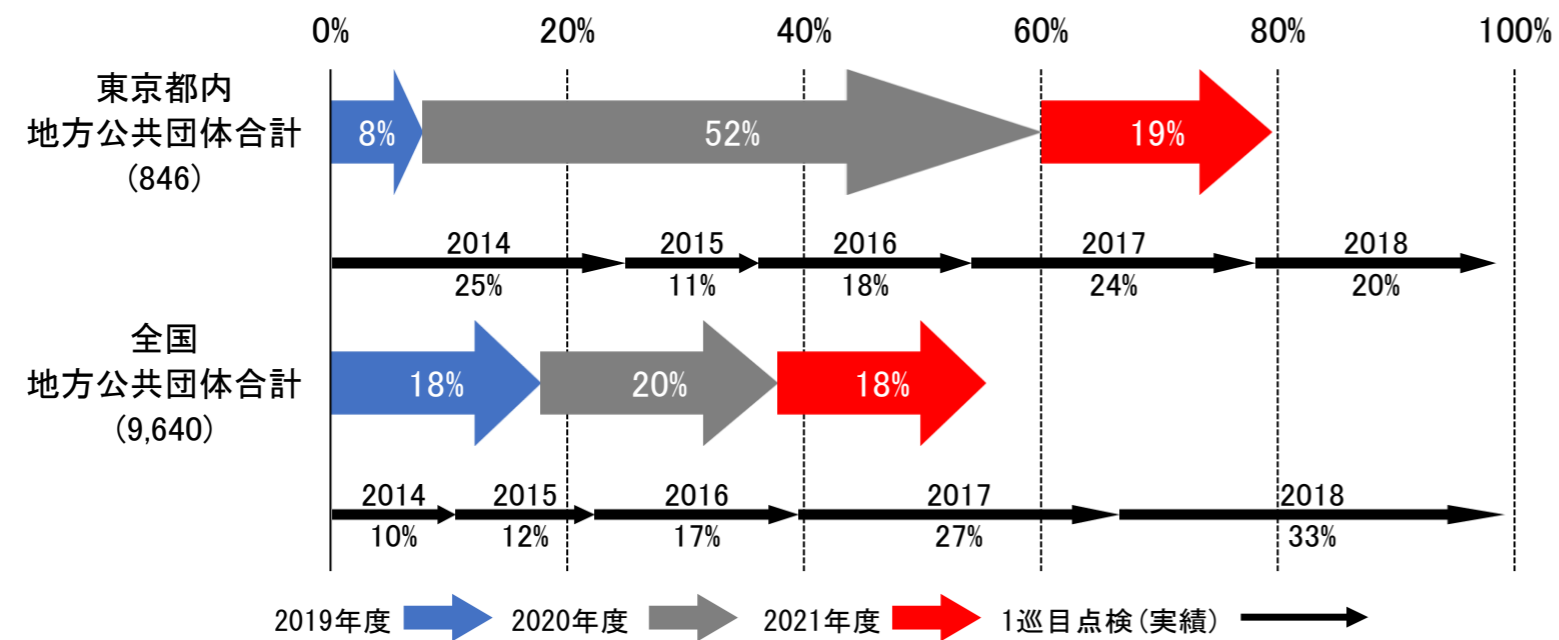 0% 20% 40% 60% 80% 100%
東京都内
地方公共団体合計
(846)
8% 52% 19%
2014 2015 2016 2017 2018
25% 11% 18% 24% 20%
全国
地方公共団体合計
(9,640)
18% 20% 18%
2014 2015 2016 2017 2018
10% 12% 17% 27% 33%
2019年度 2020年度 2021年度 1巡目点検(実績)